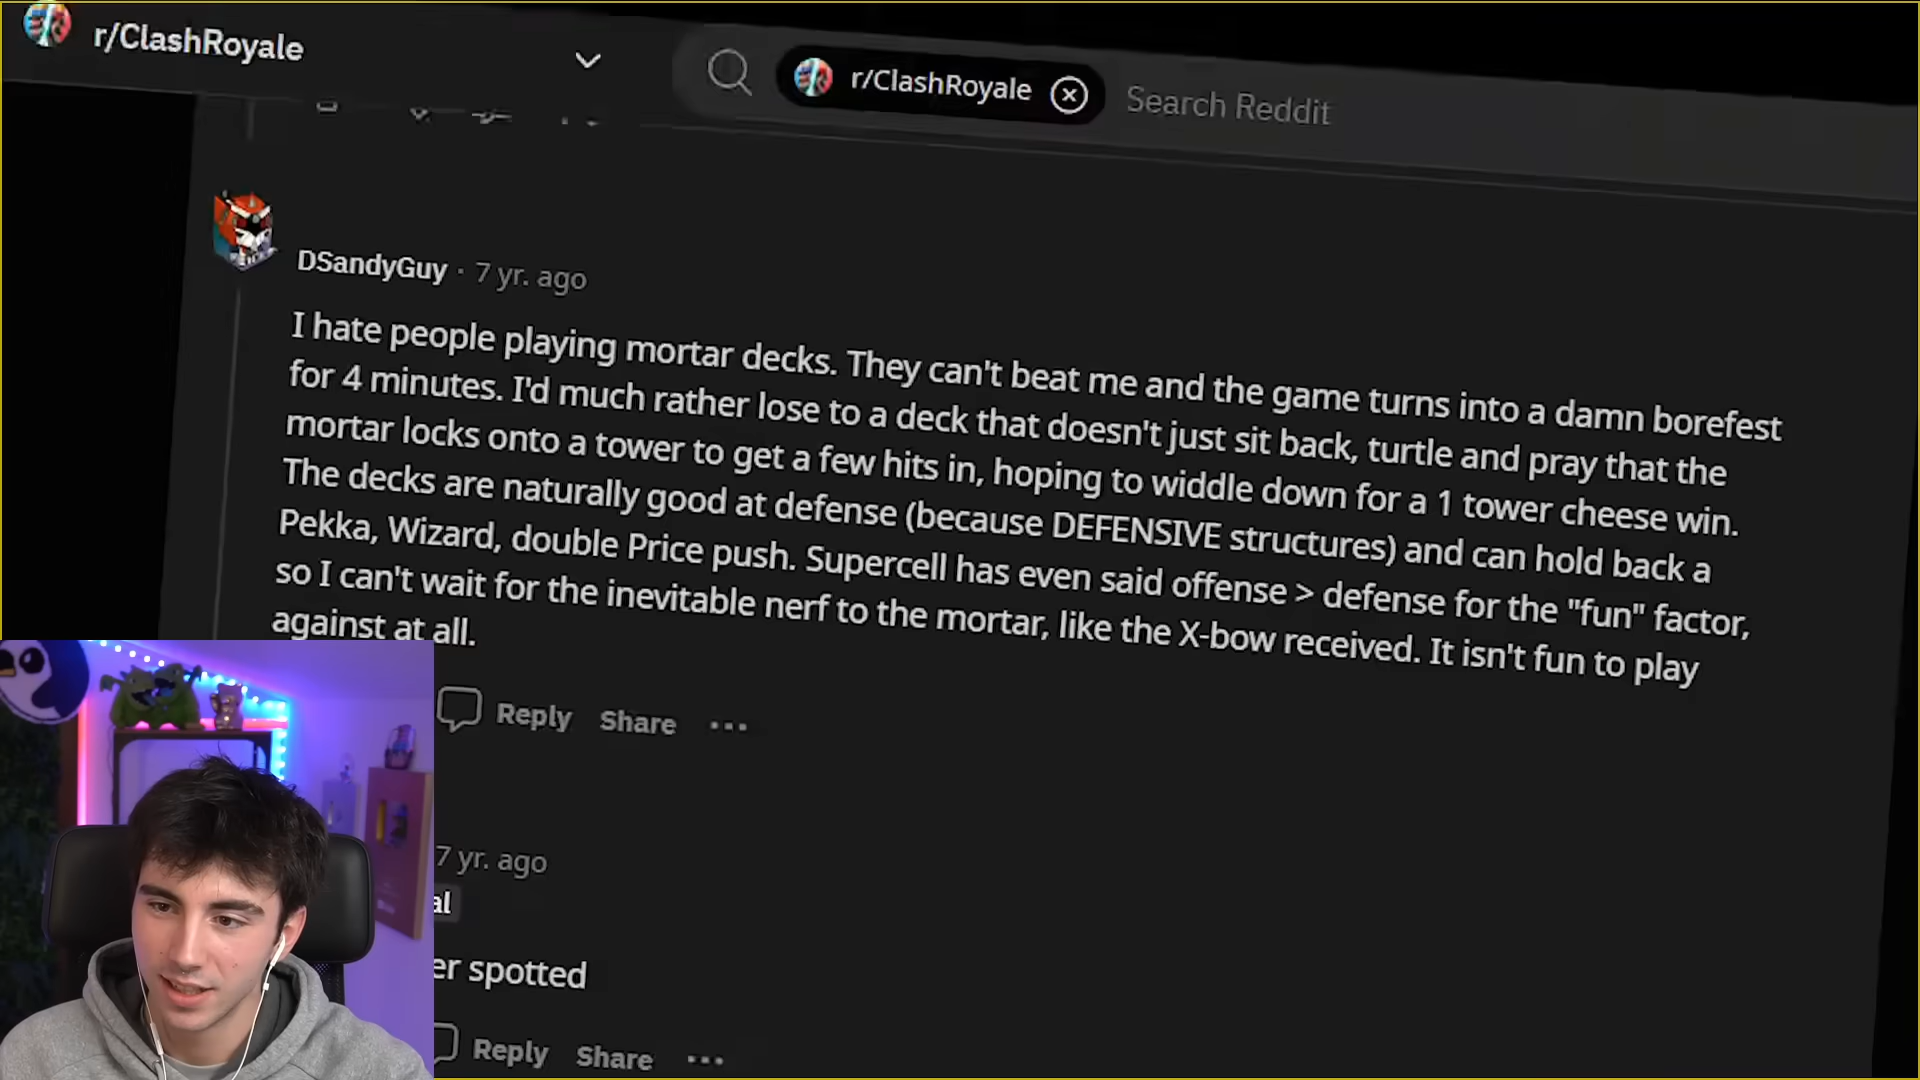 r/ClashRoyale
r/ClashRoyale Search Reddit
DSandyGuy · 7 yr. ago
I hate people playing mortar decks. They can't beat me and the game turns into a damn borefest
for 4 minutes. I'd much rather lose to a deck that doesn't just sit back, turtle and pray that the
mortar locks onto a tower to get a few hits in, hoping to widdle down for a 1 tower cheese win.
The decks are naturally good at defense (because DEFENSIVE structures) and can hold back a
Pekka, Wizard, double Price push. Supercell has even said offense > defense for the "fun" factor,
so I can't wait for the inevitable nerf to the mortar, like the X-bow received. It isn't fun to play
against at all.
Reply Share ...
7 yr. ago
al
er spotted
Reply Share ...